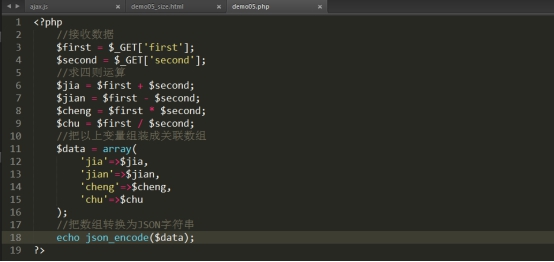 ajax.js × demo05_size.html × demo05.php ×
1 <?php
2 //接收数据
3 $first = $_GET['first'];
4 $second = $_GET['second'];
5 //求四则运算
6 $jia = $first + $second;
7 $jian = $first - $second;
8 $cheng = $first * $second;
9 $chu = $first / $second;
10 //把以上变量组装成关联数组
11 $data = array(
12 'jia'=>$jia,
13 'jian'=>$jian,
14 'cheng'=>$cheng,
15 'chu'=>$chu
16 );
17 //把数组转换为JSON字符串
18 echo json_encode($data);
19 ?>